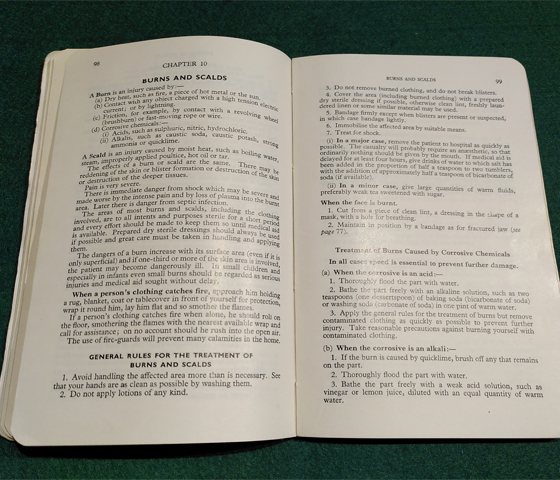 98
CHAPTER 10
BURNS AND SCALDS
A Burn is an injury caused by:—
(a) Dry heat, such as fire, a piece of hot metal or the sun.
(b) Contact with any object charged with a high tension electric
current; or by lightning.
(c) Friction, for example, by contact with a revolving wheel
(brushburn) or fast-moving rope or wire.
(d) Corrosive chemicals:—
(i) Acids, such as sulphuric, nitric, hydrochloric.
(ii) Alkalis, such as caustic soda, caustic potash, strong
ammonia or quicklime.
A Scald is an injury caused by moist heat, such as boiling water,
steam, improperly applied poultice, hot oil or tar.
The effects of a burn or scald are the same. There may be
reddening of the skin or blister formation or destruction of the skin
or destruction of the deeper tissues.
Pain is very severe.
There is immediate danger from shock which may be severe and
made worse by the intense pain and by loss of plasma into the burnt
area. Later there is danger from septic infection.
The areas of most burns and scalds, including the clothing
involved, are to all intents and purposes sterile for a short period
and every effort should be made to keep them so until medical aid
is available. Prepared dry sterile dressings should always be used
if possible and great care must be taken in handling and applying
them.
The dangers of a burn increase with its surface area (even if it is
only superficial) and if one-third or more of the skin area is involved,
the patient may become dangerously ill. In small children and
especially in infants even small burns should be regarded as serious
injuries and medical aid sought without delay.
When a person's clothing catches fire, approach him holding
a rug, blanket, coat or tablecover in front of yourself for protection,
wrap it round him, lay him flat and so smother the flames.
If a person's clothing catches fire when alone, he should roll on
the floor, smothering the flames with the nearest available wrap and
call for assistance; on no account should he rush into the open air.
The use of fire-guards will prevent many calamities in the home.
GENERAL RULES FOR THE TREATMENT OF
BURNS AND SCALDS
1. Avoid handling the affected area more than is necessary. See
that your hands are as clean as possible by washing them.
2. Do not apply lotions of any kind.
BURNS AND SCALDS
99
3. Do not remove burned clothing, and do not break blisters.
4. Cover the area (including burned clothing) with a prepared
dry sterile dressing if possible, otherwise clean lint, freshly laun-
dered linen or some similar material may be used.
5. Bandage firmly except when blisters are present or suspected,
in which case bandage lightly.
6. Immobilise the affected area by suitable means.
7. Treat for shock.
(i) In a major case, remove the patient to hospital as quickly as
possible. The casualty will probably require an anaesthetic, so that
ordinarily nothing should be given by the mouth. If medical aid is
delayed for at least four hours, give drinks of water to which salt has
been added in the proportion of half a teaspoon to two tumblers,
with the addition of approximately half a teaspoon of bicarbonate of
soda (if available).
(ii) In a minor case, give large quantities of warm fluids,
preferably weak tea sweetened with sugar.
When the face is burnt.
1. Cut from a piece of clean lint, a dressing in the shape of a
mask, with a hole for breathing.
2. Maintain in position by a bandage as for fractured jaw (see
page 77).
Treatment of Burns Caused by Corrosive Chemicals
In all cases speed is essential to prevent further damage.
(a) When the corrosive is an acid:—
1. Thoroughly flood the part with water.
2. Bathe the part freely with an alkaline solution, such as two
teaspoons (one dessertspoon) of baking soda (bicarbonate of soda)
or washing soda (carbonate of soda) in one pint of warm water.
3. Apply the general rules for the treatment of burns but remove
contaminated clothing as quickly as possible to prevent further
injury. Take reasonable precautions against burning yourself with
contaminated clothing.
(b) When the corrosive is an alkali:—
1. If the burn is caused by quicklime, brush off any that remains
on the part.
2. Thoroughly flood the part with water.
3. Bathe the part freely with a weak acid solution, such as
vinegar or lemon juice, diluted with an equal quantity of warm
water.